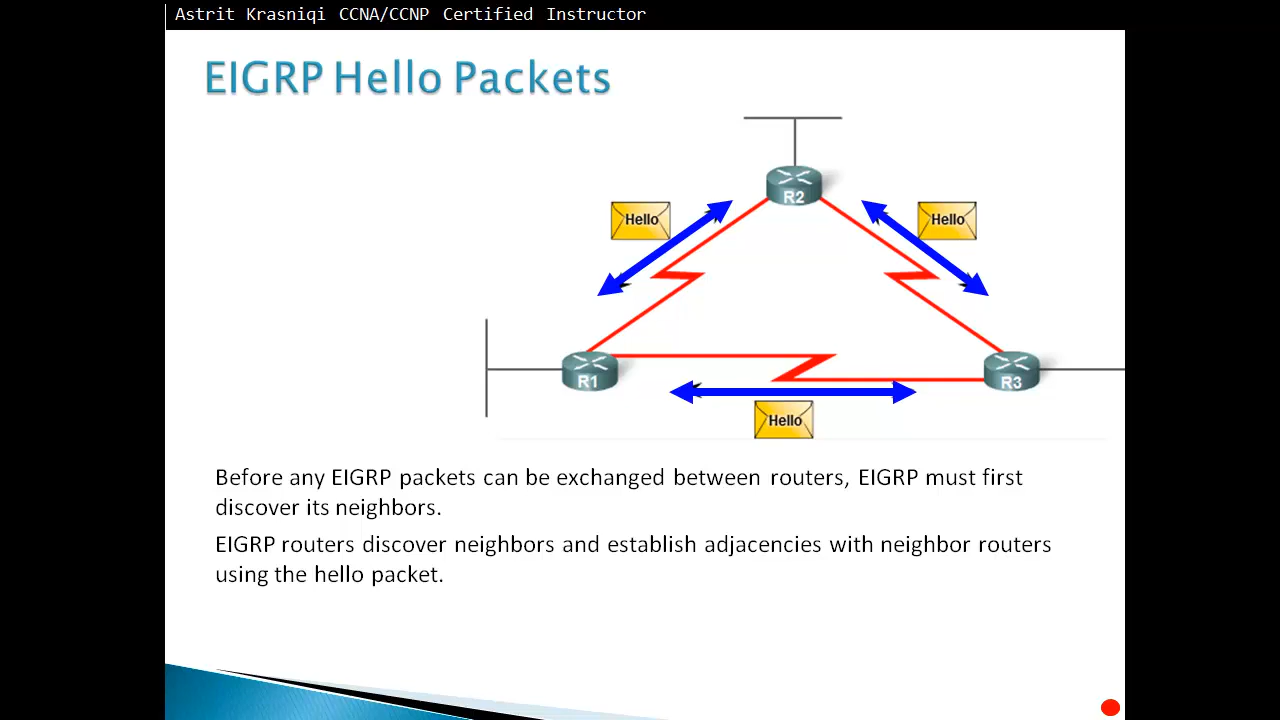 Astrit Krasniqi CCNA/CCNP Certified Instructor
EIGRP Hello Packets
R2
Hello
Hello
R1
R3
Hello
Before any EIGRP packets can be exchanged between routers, EIGRP must first
discover its neighbors.
EIGRP routers discover neighbors and establish adjacencies with neighbor routers
using the hello packet.